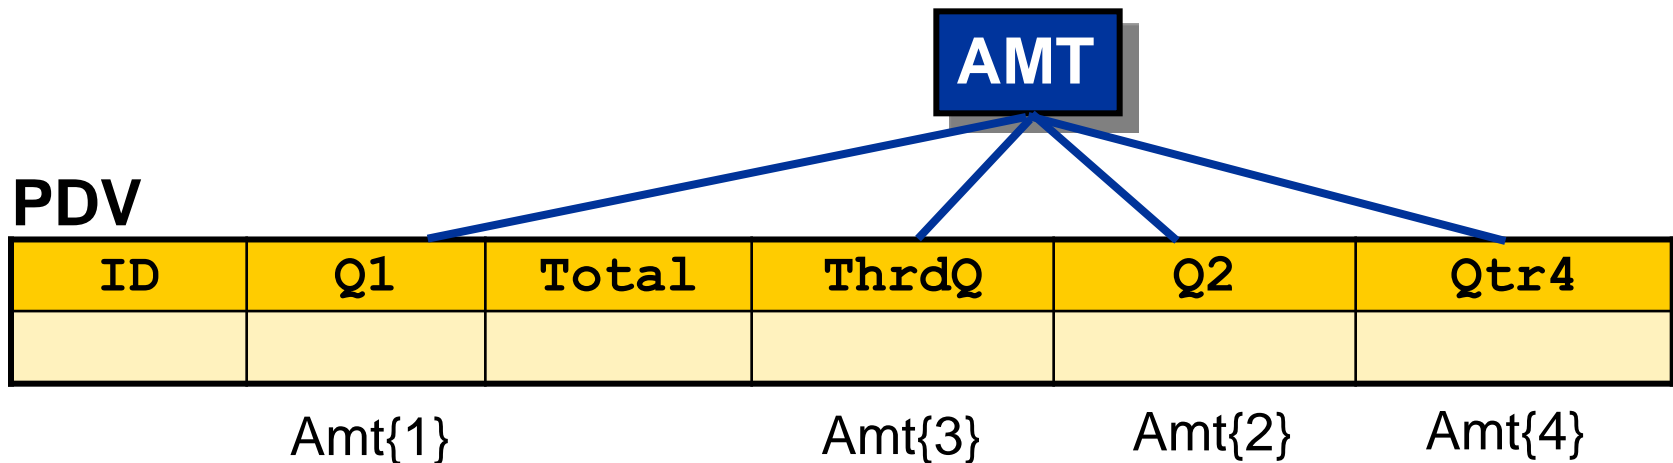 AMT
PDV
ID Q1 Total ThrdQ Q2 Qtr4
Amt{1} Amt{3} Amt{2} Amt{4}